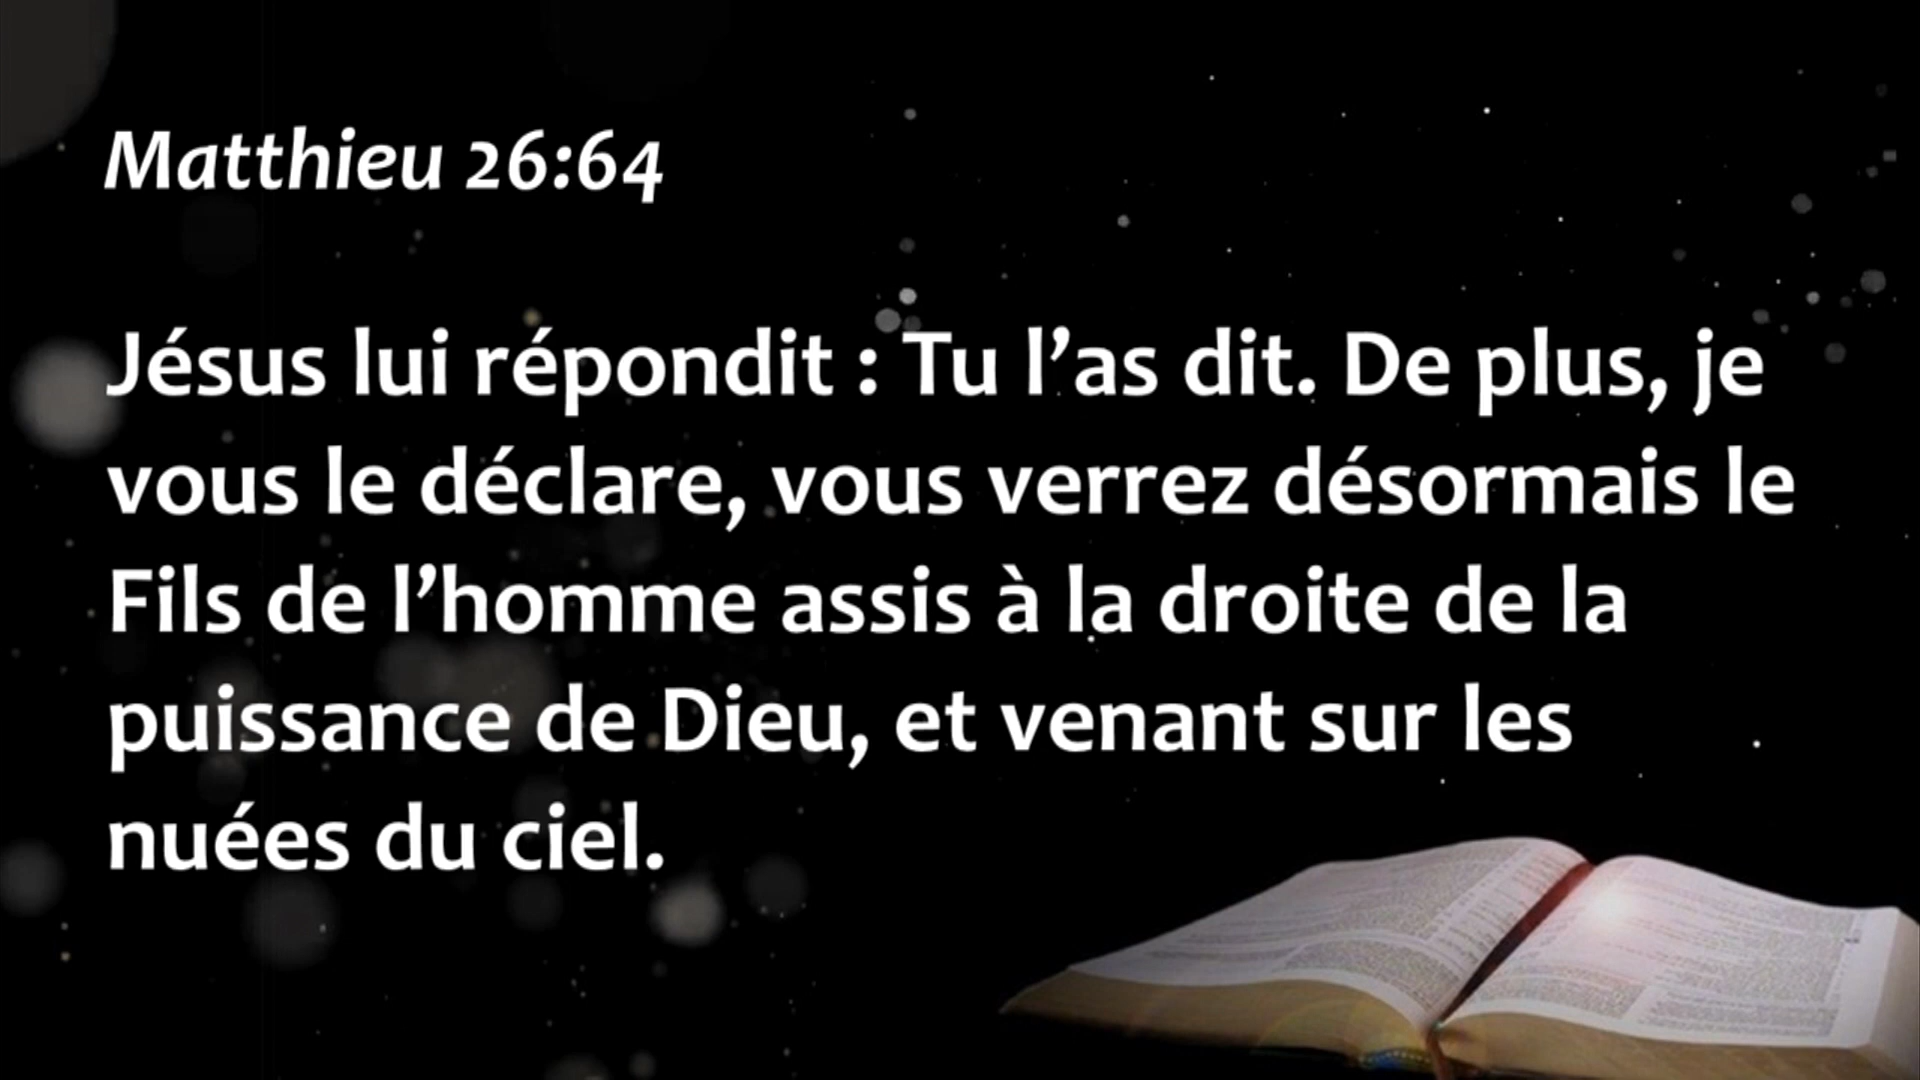 Matthieu 26:64
Jésus lui répondit : Tu l’as dit. De plus, je
vous le déclare, vous verrez désormais le
Fils de l’homme assis à la droite de la
puissance de Dieu, et venant sur les
nuées du ciel.